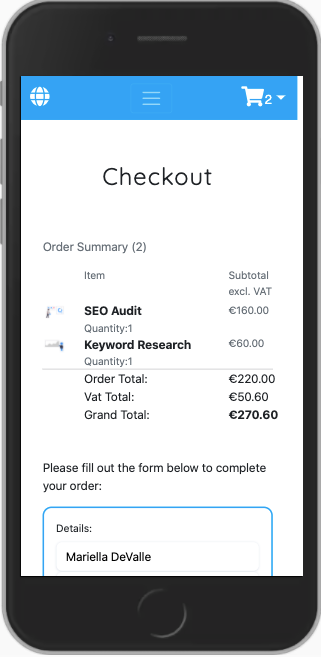 2
Checkout
Order Summary (2)
Item Subtotal
excl. VAT
SEO Audit €160.00
Quantity:1
Keyword Research €60.00
Quantity:1
Order Total: €220.00
Vat Total: €50.60
Grand Total: €270.60
Please fill out the form below to complete
your order:
Details:
Mariella DeValle